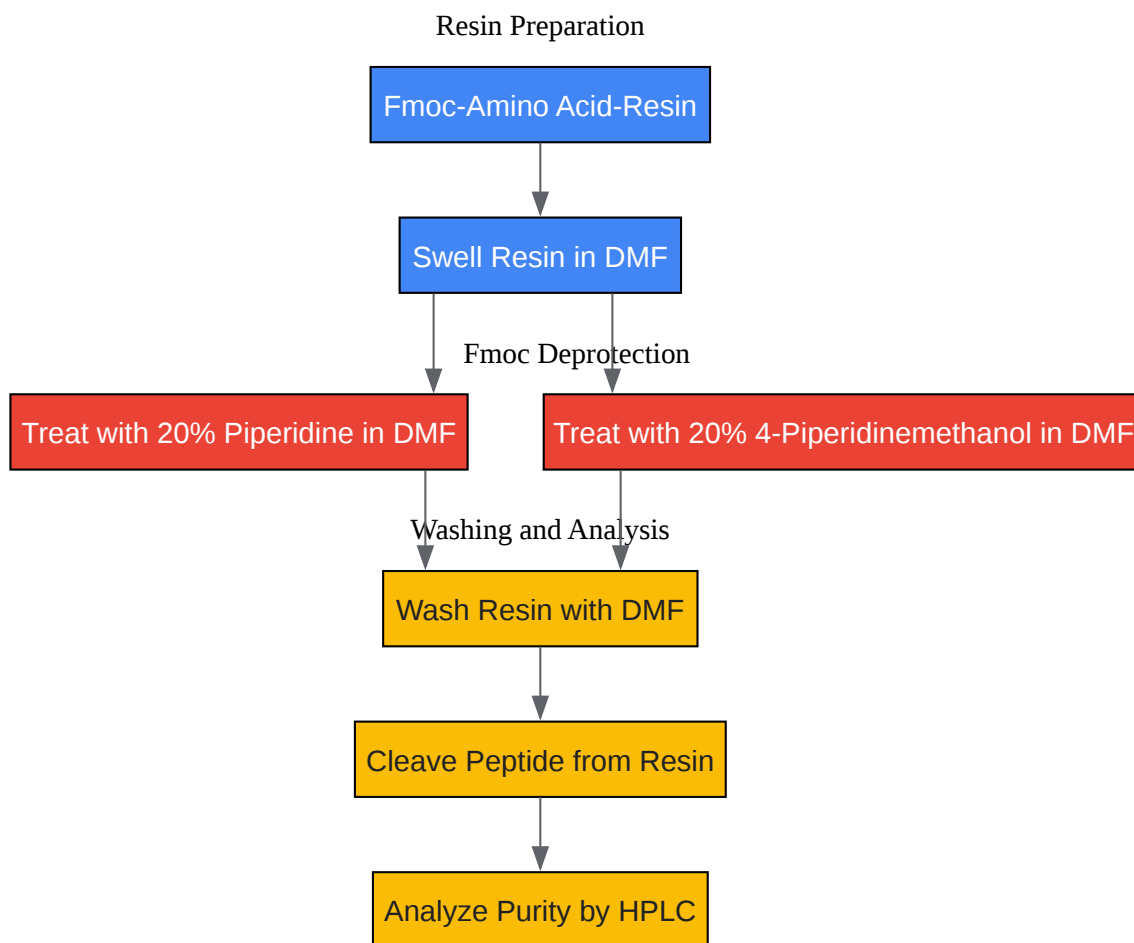 Resin Preparation
Fmoc-Amino Acid-Resin
Swell Resin in DMF
Fmoc Deprotection
Treat with 20% Piperidine in DMF
Treat with 20% 4-Piperidinemethanol in DMF
Washing and Analysis
Wash Resin with DMF
Cleave Peptide from Resin
Analyze Purity by HPLC